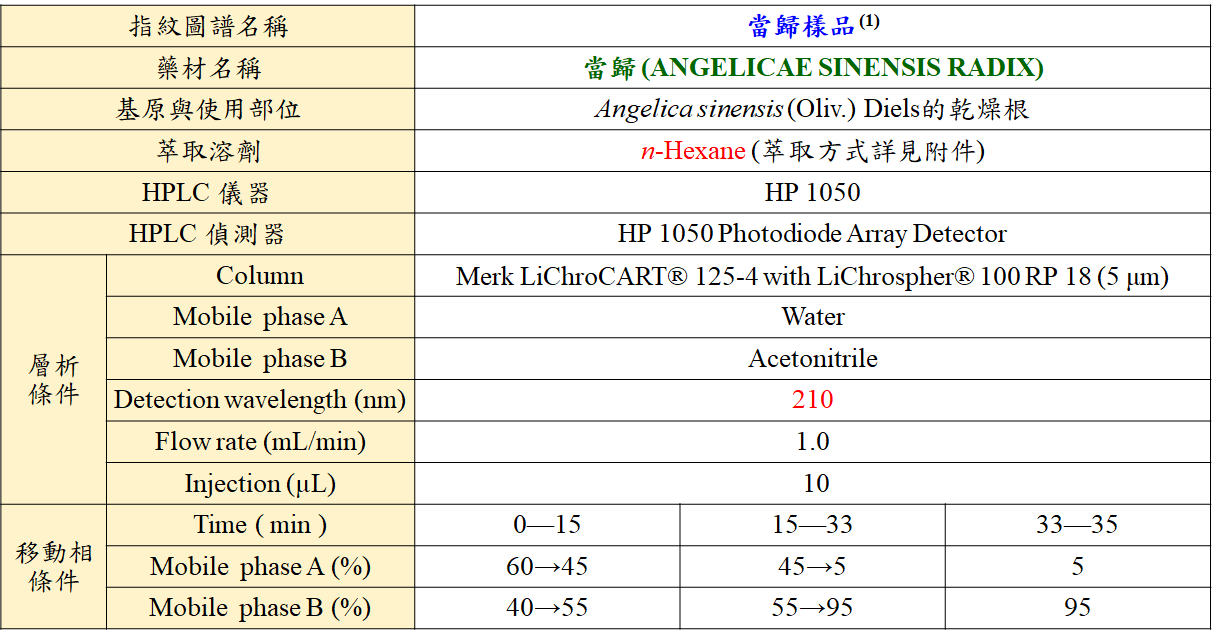 指紋圖譜名稱 當歸樣品(1)
藥材名稱 當歸 (ANGELICAE SINENSIS RADIX)
基原與使用部位 Angelica sinensis (Oliv.) Diels的乾燥根
萃取溶劑 n-Hexane (萃取方式詳見附件)
HPLC 儀器 HP 1050
HPLC 偵測器 HP 1050 Photodiode Array Detector
層析條件
Column Merk LiChroCART® 125-4 with LiChrospher® 100 RP 18 (5 μm)
Mobile phase A Water
Mobile phase B Acetonitrile
Detection wavelength (nm) 210
Flow rate (mL/min) 1.0
Injection (μL) 10
移動相條件
Time ( min ) 0—15 15—33 33—35
Mobile phase A (%) 60→45 45→5 5
Mobile phase B (%) 40→55 55→95 95